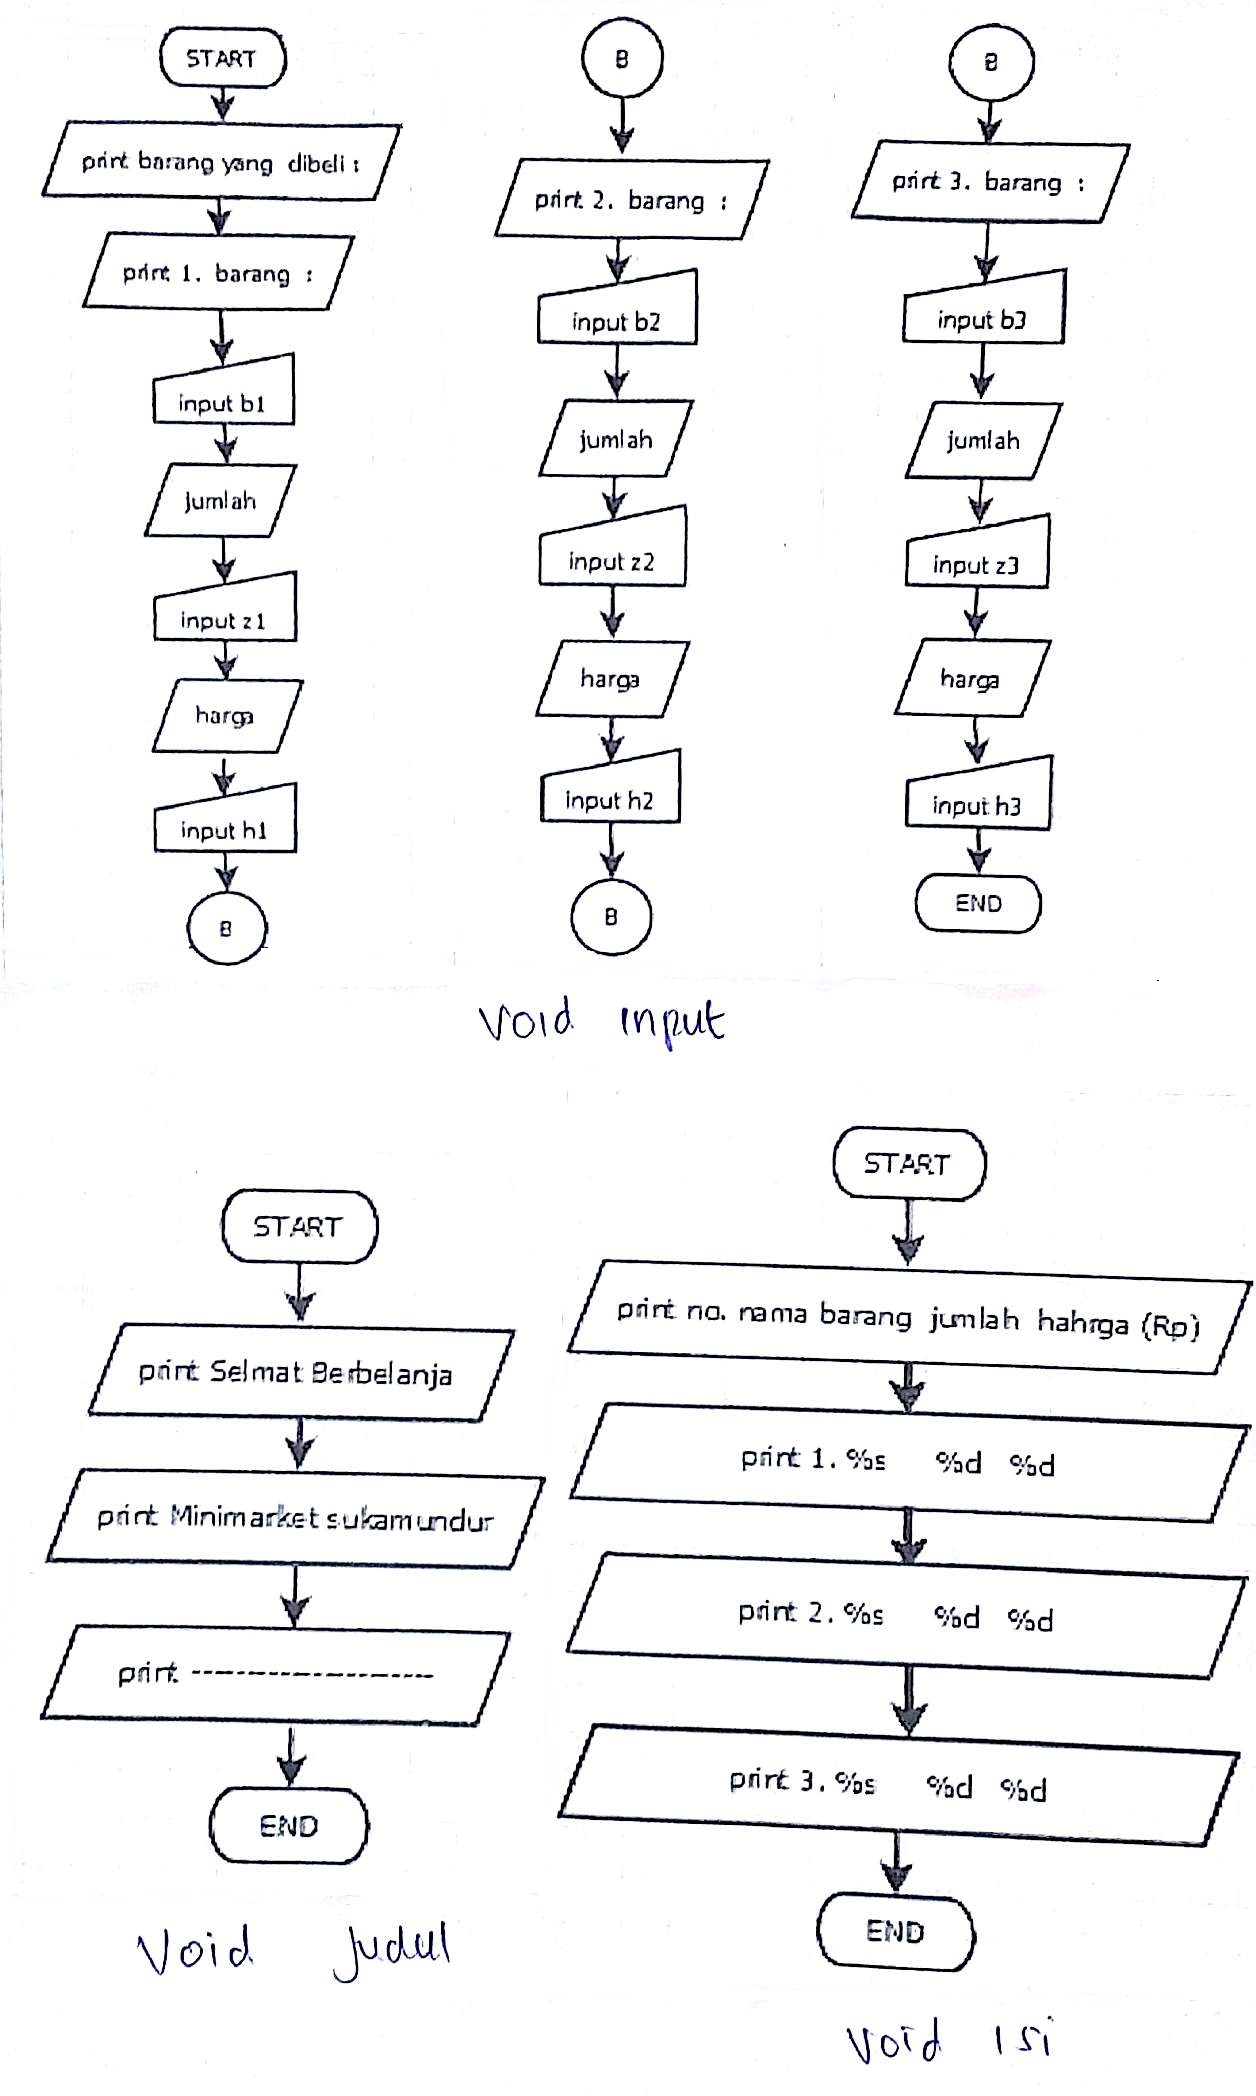 START
print barang yang dibeli :
print 1. barang :
input b1
jumlah
input z1
harga
input h1
B
B
print 2. barang :
input b2
jumlah
input z2
harga
input h2
B
B
print 3. barang :
input b3
jumlah
input z3
harga
input h3
END
void input
START
print Selmat Berbelanja
print Minimarket sukamundur
print ---------------------
END
void judul
START
print no. nama barang jumlah hahrga (Rp)
print 1. %s %d %d
print 2. %s %d %d
print 3. %s %d %d
END
void isi